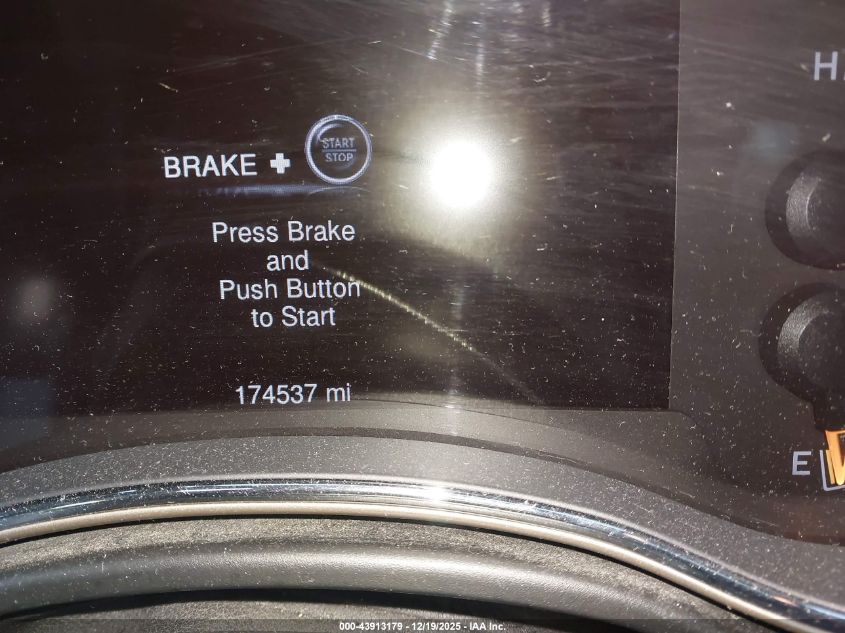 BRAKE + START
STOP
Press Brake
and
Push Button
to Start
174537 mi
H
E
000-43913179 • 12/19/2025 • IAA Inc.